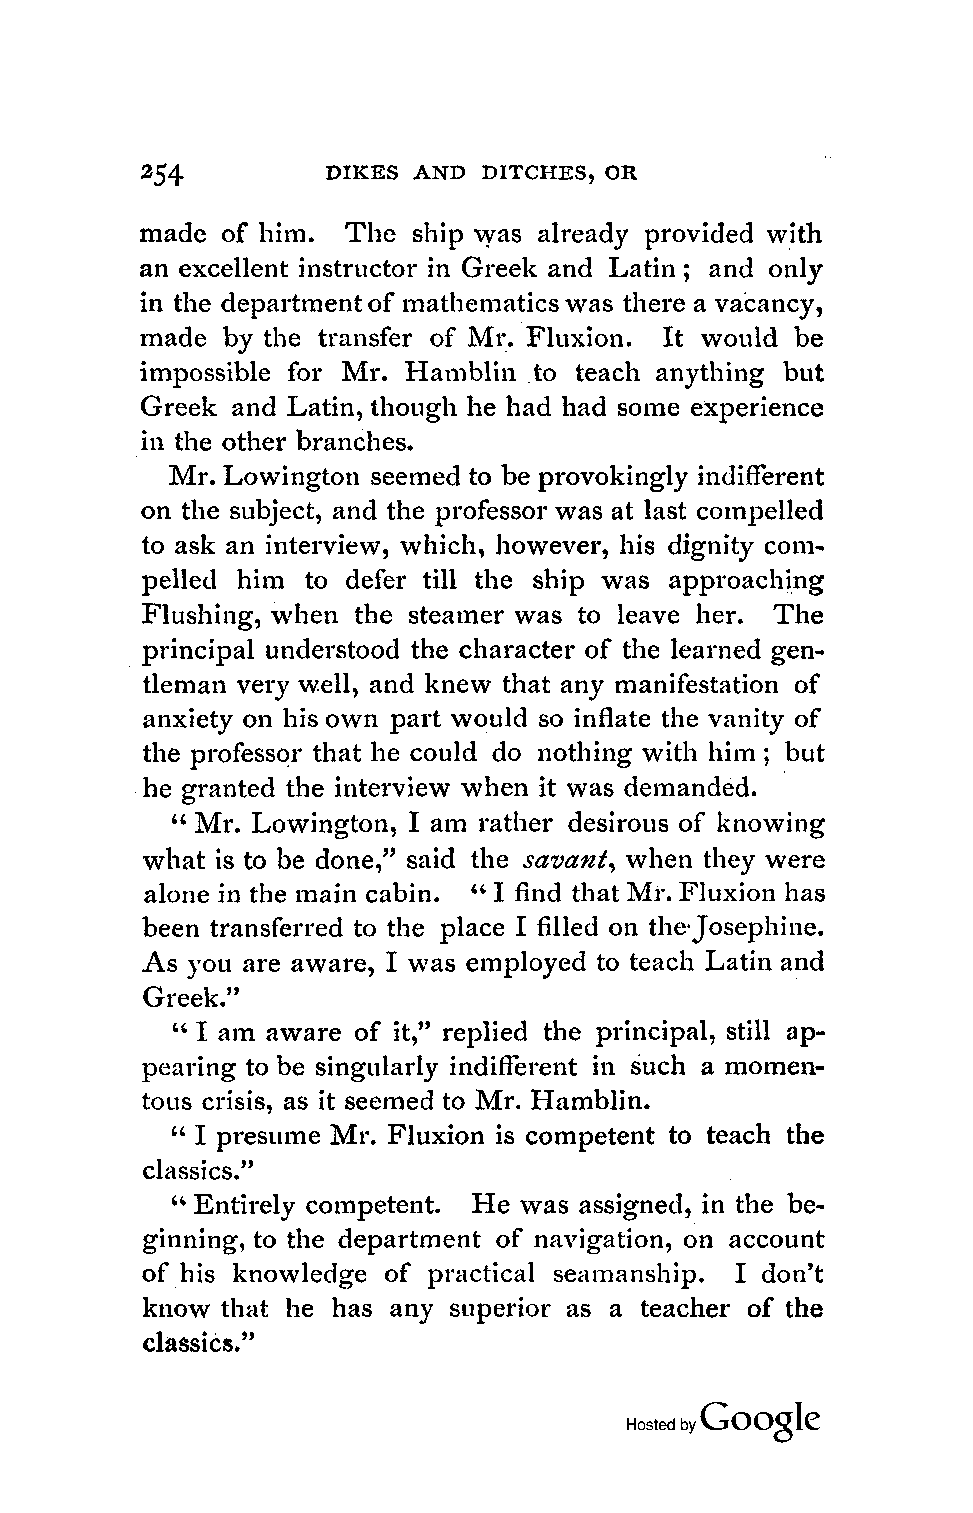 254 DIKES AND DITCHES, OR
made of him. The ship was already provided with
an excellent instructor in Greek and Latin ; and only
in the department of mathematics was there a vacancy,
made by the transfer of Mr. Fluxion. It would be
impossible for Mr. Hamblin to teach anything but
Greek and Latin, though he had had some experience
in the other branches.
Mr. Lowington seemed to be provokingly indifferent
on the subject, and the professor was at last compelled
to ask an interview, which, however, his dignity com-
pelled him to defer till the ship was approaching
Flushing, when the steamer was to leave her. The
principal understood the character of the learned gen-
tleman very well, and knew that any manifestation of
anxiety on his own part would so inflate the vanity of
the professor that he could do nothing with him ; but
he granted the interview when it was demanded.
“ Mr. Lowington, I am rather desirous of knowing
what is to be done,” said the savant, when they were
alone in the main cabin. “ I find that Mr. Fluxion has
been transferred to the place I filled on the Josephine.
As you are aware, I was employed to teach Latin and
Greek.”
“ I am aware of it,” replied the principal, still ap-
pearing to be singularly indifferent in such a momen-
tous crisis, as it seemed to Mr. Hamblin.
“ I presume Mr. Fluxion is competent to teach the
classics.”
“ Entirely competent. He was assigned, in the be-
ginning, to the department of navigation, on account
of his knowledge of practical seamanship. I don’t
know that he has any superior as a teacher of the
classics.”
Hosted by Google